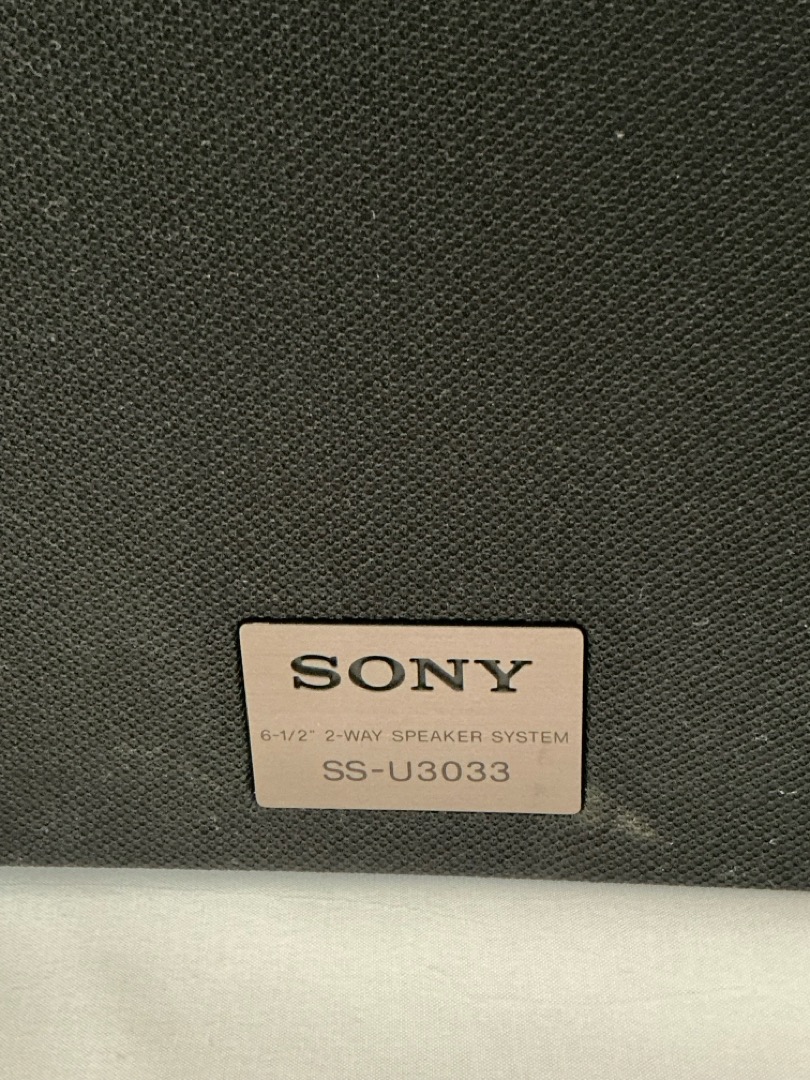 SONY
6-1/2" 2-WAY SPEAKER SYSTEM
SS-U3033